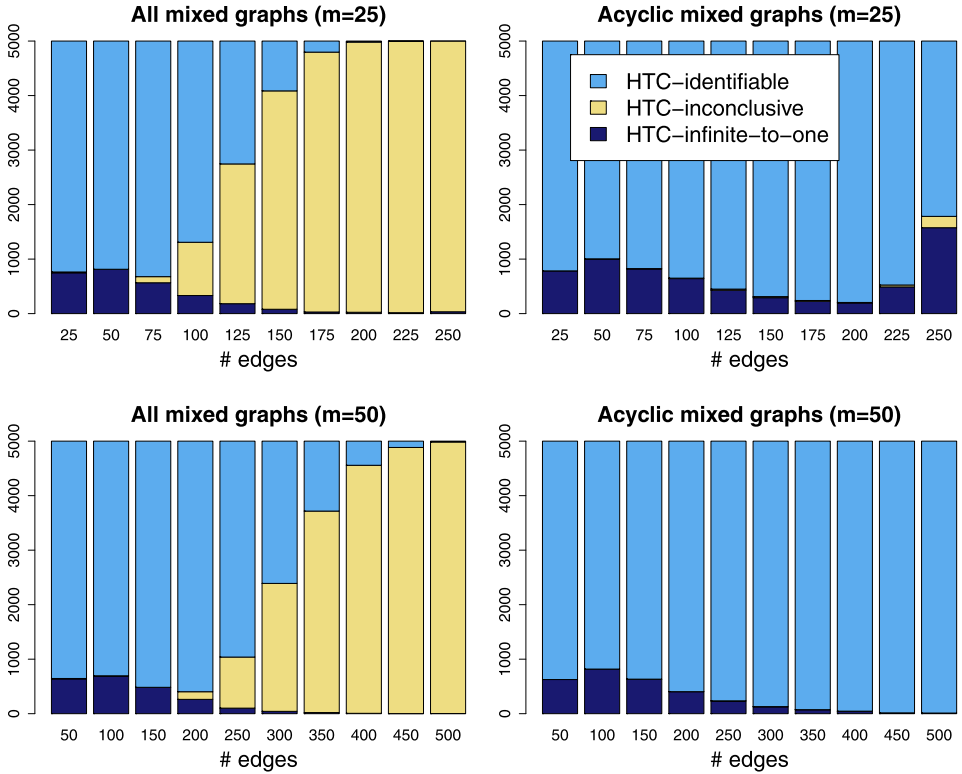 All mixed graphs (m=25)
5000
4000
3000
2000
1000
0
25 50 75 100 125 150 175 200 225 250
# edges
Acyclic mixed graphs (m=25)
HTC−identifiable
HTC−inconclusive
HTC−infinite−to−one
5000
4000
3000
2000
1000
0
25 50 75 100 125 150 175 200 225 250
# edges
All mixed graphs (m=50)
5000
4000
3000
2000
1000
0
50 100 150 200 250 300 350 400 450 500
# edges
Acyclic mixed graphs (m=50)
5000
4000
3000
2000
1000
0
50 100 150 200 250 300 350 400 450 500
# edges